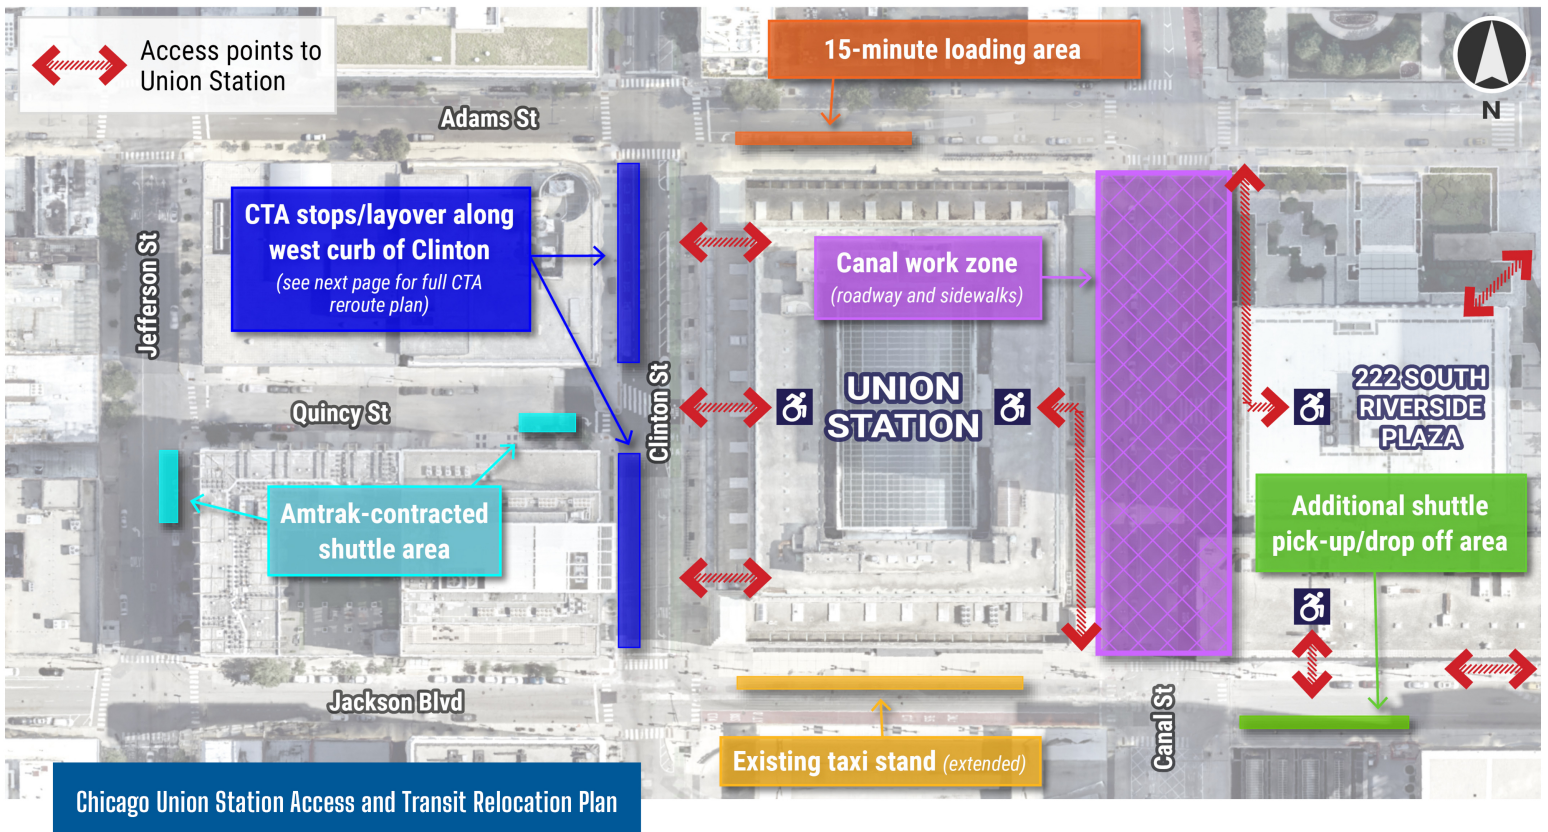 Access points to
Union Station
15-minute loading area
N
Adams St
CTA stops/layover along
west curb of Clinton
(see next page for full CTA
reroute plan)
Jefferson St
Canal work zone
(roadway and sidewalks)
Clinton St
Quincy St
UNION
STATION
222 SOUTH
RIVERSIDE
PLAZA
Amtrak-contracted
shuttle area
Additional shuttle
pick-up/drop off area
Jackson Blvd
Canal St
Existing taxi stand (extended)
Chicago Union Station Access and Transit Relocation Plan